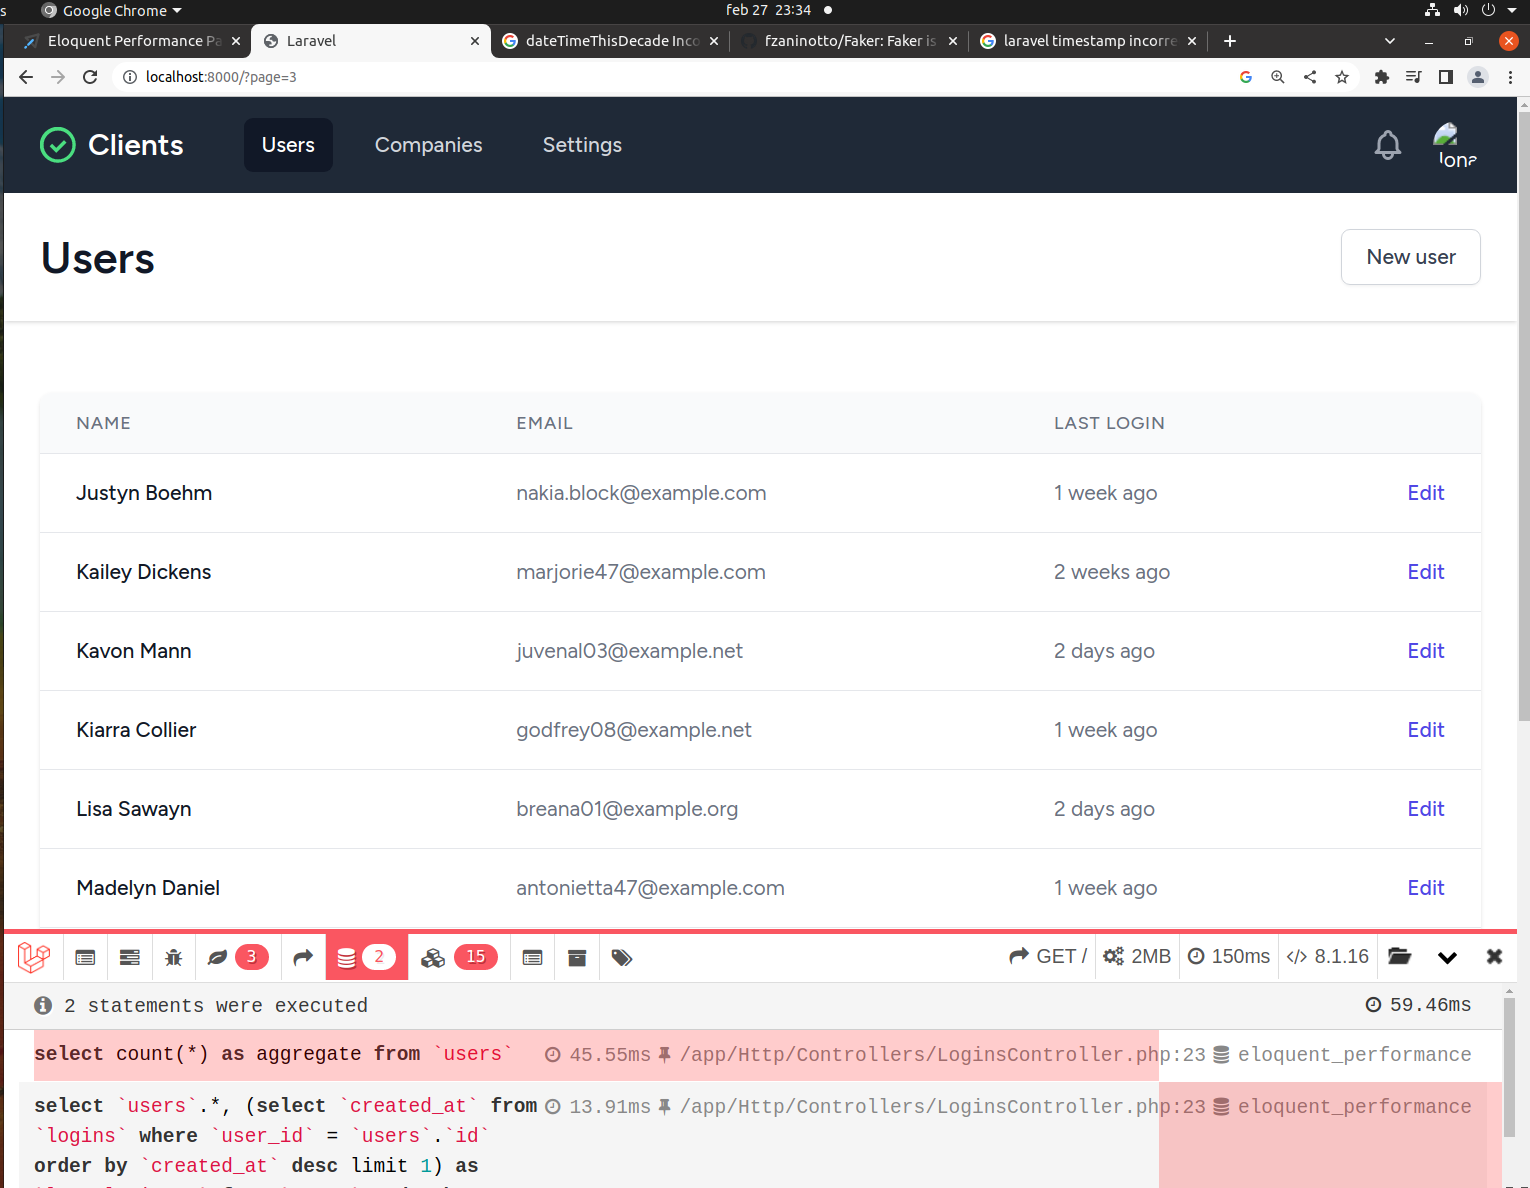 s Google Chrome feb 27 23:34
Eloquent Performance Pa Laravel dateTimeThisDecade Inco fzaninotto/Faker: Faker is laravel timestamp incorre
localhost:8000/?page=3
Clients Users Companies Settings Iona
Users New user
NAME EMAIL LAST LOGIN
Justyn Boehm nakia.block@example.com 1 week ago Edit
Kailey Dickens marjorie47@example.com 2 weeks ago Edit
Kavon Mann juvenal03@example.net 2 days ago Edit
Kiarra Collier godfrey08@example.net 1 week ago Edit
Lisa Sawayn breana01@example.org 2 days ago Edit
Madelyn Daniel antonietta47@example.com 1 week ago Edit
3 2 15 GET / 2MB 150ms </> 8.1.16
2 statements were executed 59.46ms
select count(*) as aggregate from `users` 45.55ms /app/Http/Controllers/LoginsController.php:23 eloquent_performance
select `users`.*, (select `created_at` from 13.91ms /app/Http/Controllers/LoginsController.php:23 eloquent_performance
`logins` where `user_id` = `users`.`id`
order by `created_at` desc limit 1) as